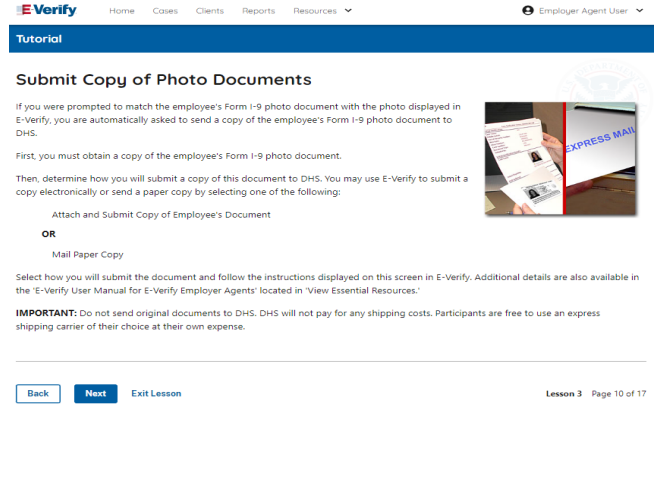 E-Verify Home Cases Clients Reports Resources Employer Agent User
Tutorial
Submit Copy of Photo Documents
If you were prompted to match the employee's Form I-9 photo document with the photo displayed in
E-Verify, you are automatically asked to send a copy of the employee's Form I-9 photo document to
DHS.
EXPRESS MAIL
First, you must obtain a copy of the employee's Form I-9 photo document.
Then, determine how you will submit a copy of this document to DHS. You may use E-Verify to submit a
copy electronically or send a paper copy by selecting one of the following:
Attach and Submit Copy of Employee's Document
OR
Mail Paper Copy
Select how you will submit the document and follow the instructions displayed on this screen in E-Verify. Additional details are also available in
the 'E-Verify User Manual for E-Verify Employer Agents' located in 'View Essential Resources.'
IMPORTANT: Do not send original documents to DHS. DHS will not pay for any shipping costs. Participants are free to use an express
shipping carrier of their choice at their own expense.
Back Next Exit Lesson Lesson 3 Page 10 of 17